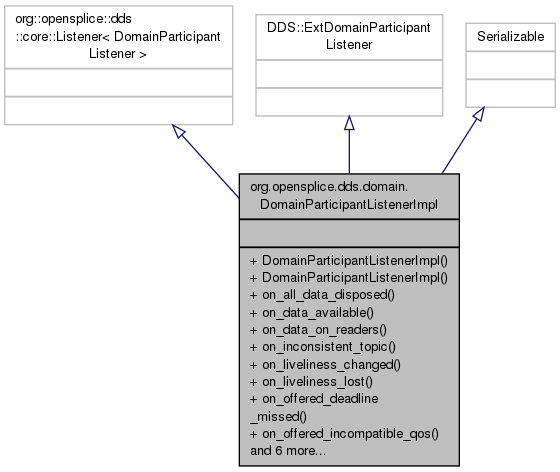 org::opensplice::dds
::core::Listener< DomainParticipant
Listener >
DDS::ExtDomainParticipant
Listener
Serializable
org.opensplice.dds.domain.
DomainParticipantListenerImpl
+ DomainParticipantListenerImpl()
+ DomainParticipantListenerImpl()
+ on_all_data_disposed()
+ on_data_available()
+ on_data_on_readers()
+ on_inconsistent_topic()
+ on_liveliness_changed()
+ on_liveliness_lost()
+ on_offered_deadline
_missed()
+ on_offered_incompatible_qos()
and 6 more...